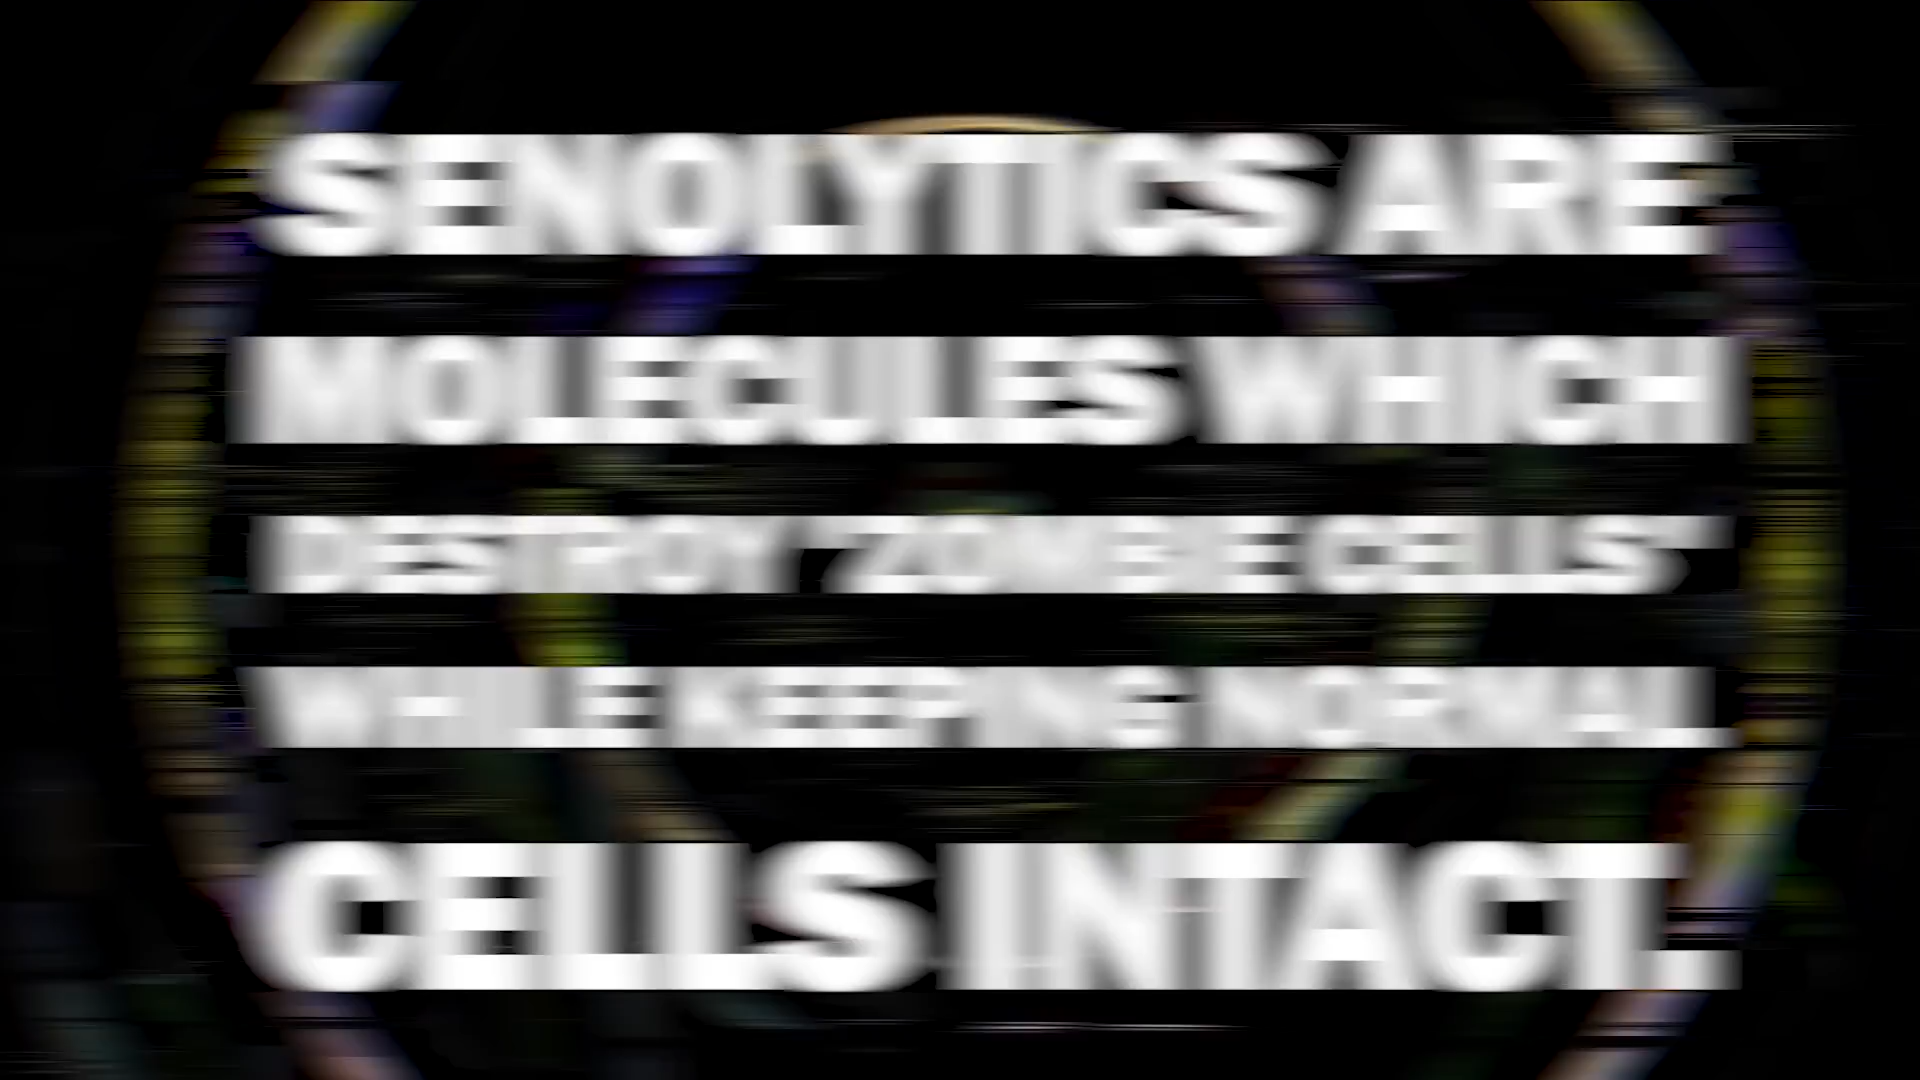 SENOLYTICS ARE
MOLECULES WHICH
DESTROY "ZOMBIE CELLS"
WHILE KEEPING NORMAL
CELLS INTACT.